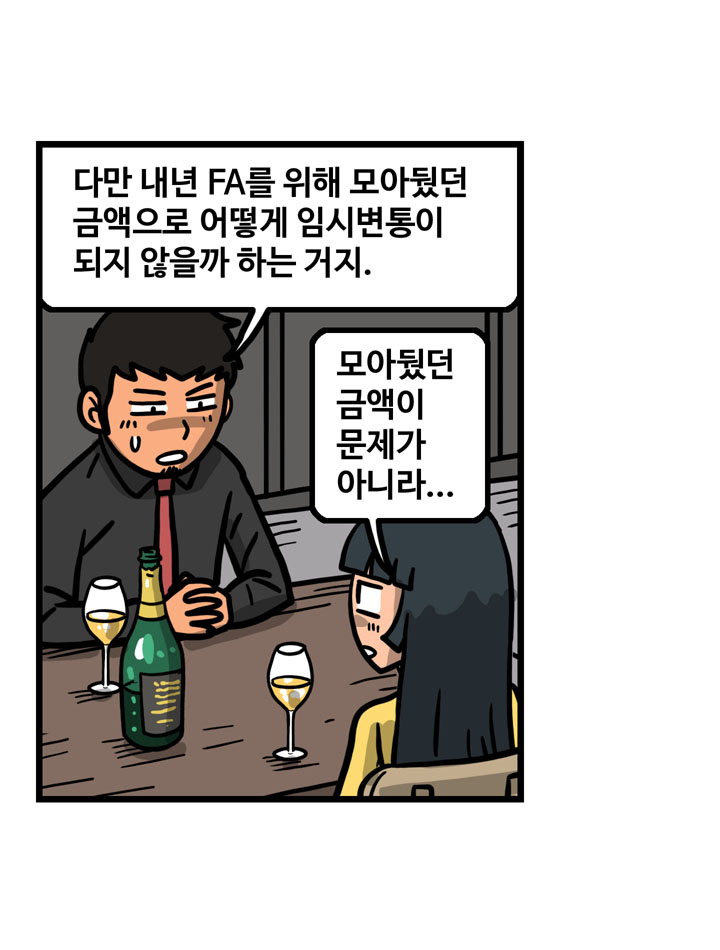 다만 내년 FA를 위해 모아뒀던
금액으로 어떻게 임시변통이
되지 않을까 하는 거지.
모아뒀던
금액이
문제가
아니라...